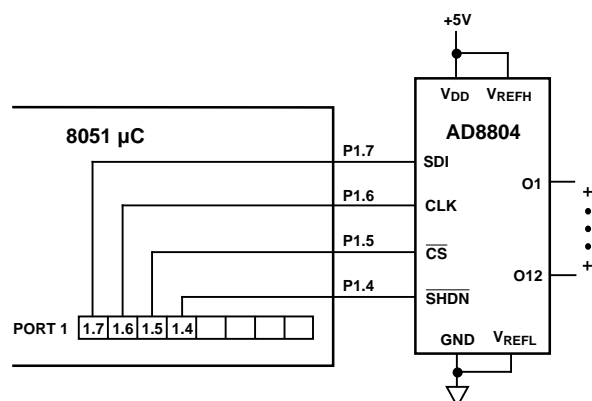 +5V
VDD VREFH
8051 µC
AD8804
P1.7 SDI
O1
P1.6 CLK
P1.5 CS
O12
P1.4 SHDN
PORT 1 1.7 1.6 1.5 1.4
GND VREFL